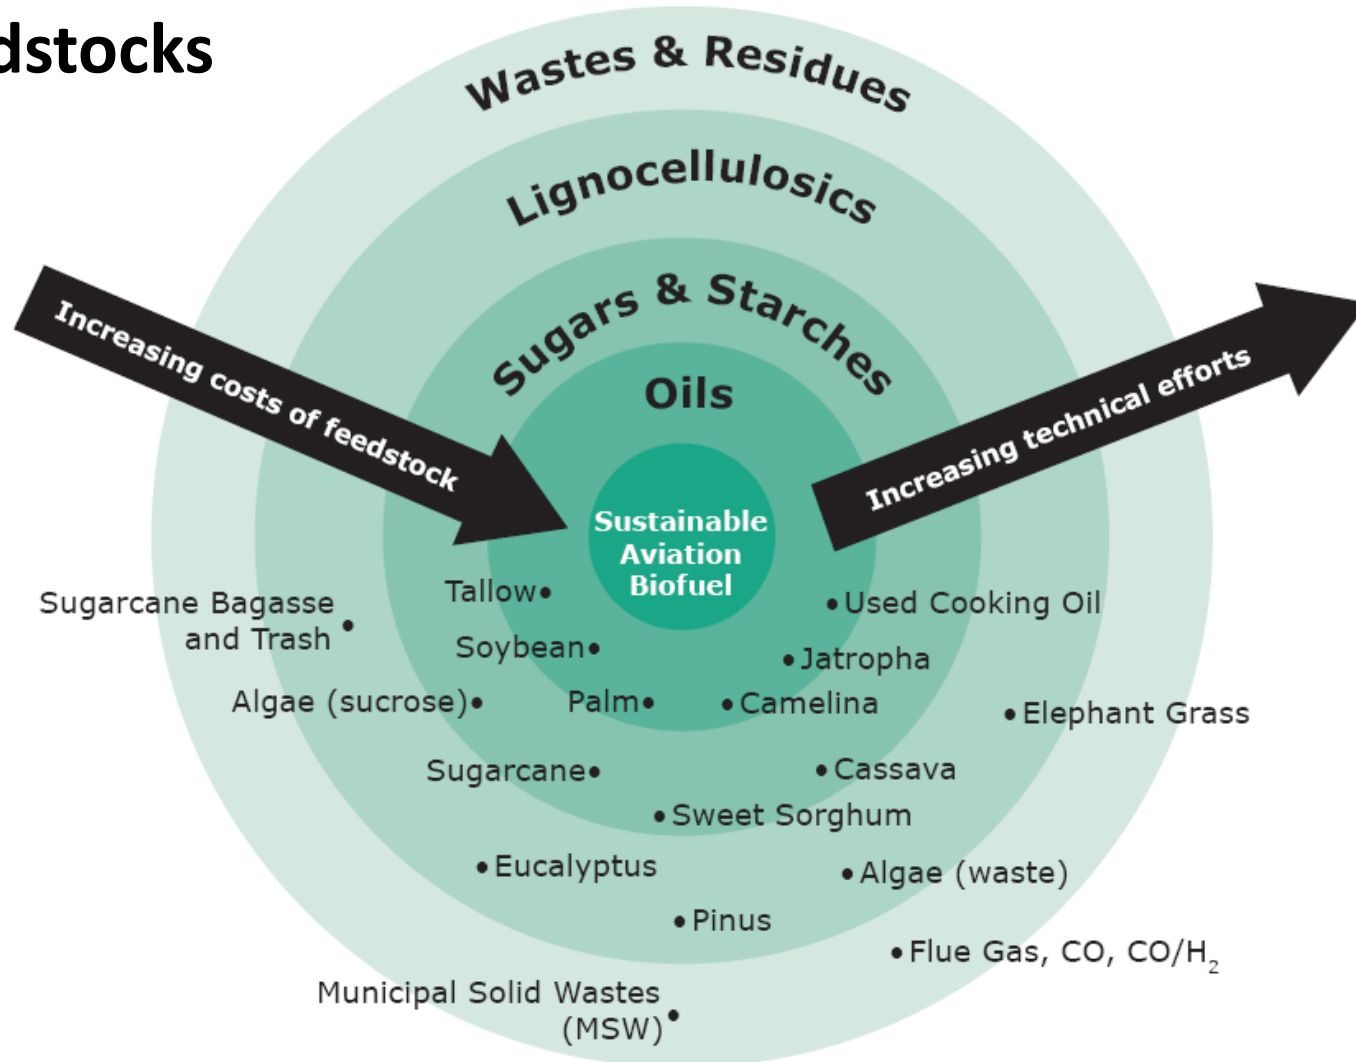 dstocks
Wastes & Residues
Lignocellulosics
Sugars & Starches
Oils
Increasing costs of feedstock
Increasing technical efforts
Sustainable
Aviation
Biofuel
Tallow
Used Cooking Oil
Sugarcane Bagasse
and Trash
Soybean
Jatropha
Algae (sucrose)
Palm
Camelina
Elephant Grass
Sugarcane
Cassava
Sweet Sorghum
Eucalyptus
Algae (waste)
Pinus
Flue Gas, CO, CO/H₂
Municipal Solid Wastes
(MSW)